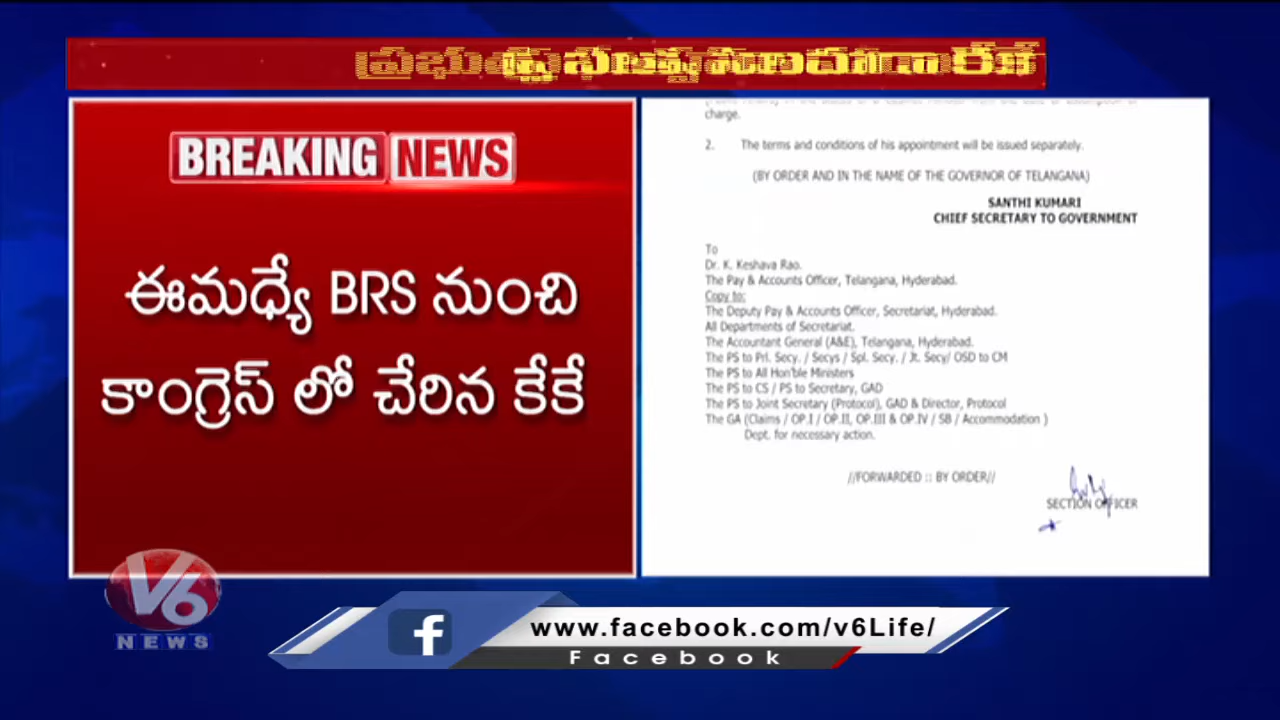 BREAKING NEWS
ఈమధ్యే BRS నుంచి
కాంగ్రెస్ లో చేరిన కేకే
charge.
2. The terms and conditions of his appointment will be issued separately.
(BY ORDER AND IN THE NAME OF THE GOVERNOR OF TELANGANA)
SANTHI KUMARI
CHIEF SECRETARY TO GOVERNMENT
To
Dr. K. Keshava Rao.
The Pay & Accounts Officer, Telangana, Hyderabad.
Copy to:
The Deputy Pay & Accounts Officer, Secretariat, Hyderabad.
All Departments of Secretariat.
The Accountant General (A&E), Telangana, Hyderabad.
The PS to Prl. Secy. / Secys / Spl. Secy. / Jt. Secy/ OSD to CM
The PS to All Hon'ble Ministers
The PS to CS / PS to Secretary, GAD
The PS to Joint Secretary (Protocol), GAD & Director, Protocol
The GA (Claims / OP.I / OP.II, OP.III & OP.IV / SB / Accommodation )
Dept. for necessary action.
//FORWARDED :: BY ORDER//
SECTION OFFICER
V6
NEWS
www.facebook.com/v6Life/
Facebook